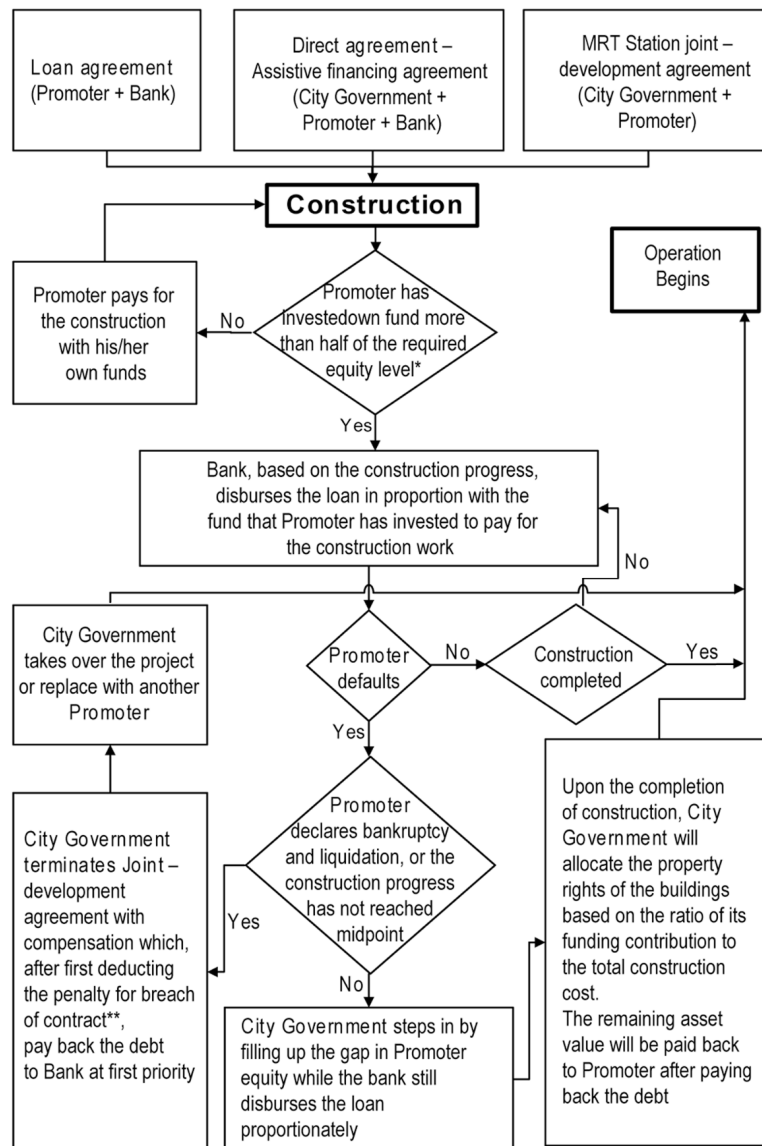 Loan agreement
(Promoter + Bank)
Direct agreement –
Assistive financing agreement
(City Government +
Promoter + Bank)
MRT Station joint –
development agreement
(City Government +
Promoter)
Construction
Operation
Begins
Promoter pays for
the construction
with his/her
own funds
No
Promoter has
investedown fund more
than half of the required
equity level*
Yes
Bank, based on the construction progress,
disburses the loan in proportion with the
fund that Promoter has invested to pay for
the construction work
No
City Government
takes over the project
or replace with another
Promoter
Promoter
defaults
No
Construction
completed
Yes
Yes
Promoter
declares bankruptcy
and liquidation, or the
construction progress
has not reached
midpoint
Yes
No
City Government
terminates Joint –
development
agreement with
compensation which,
after first deducting
the penalty for breach
of contract**,
pay back the debt
to Bank at first priority
City Government steps in by
filling up the gap in Promoter
equity while the bank still
disburses the loan
proportionately
Upon the completion
of construction, City
Government will
allocate the property
rights of the buildings
based on the ratio of its
funding contribution to
the total construction
cost.
The remaining asset
value will be paid back
to Promoter after paying
back the debt